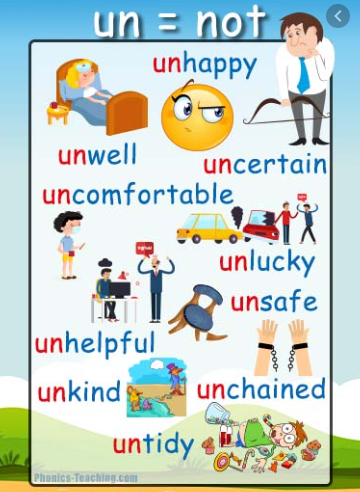 un = not
unhappy
unwell
uncertain
uncomfortable
unlucky
unsafe
unhelpful
unkind
unchained
untidy
Phonics-Teaching.com